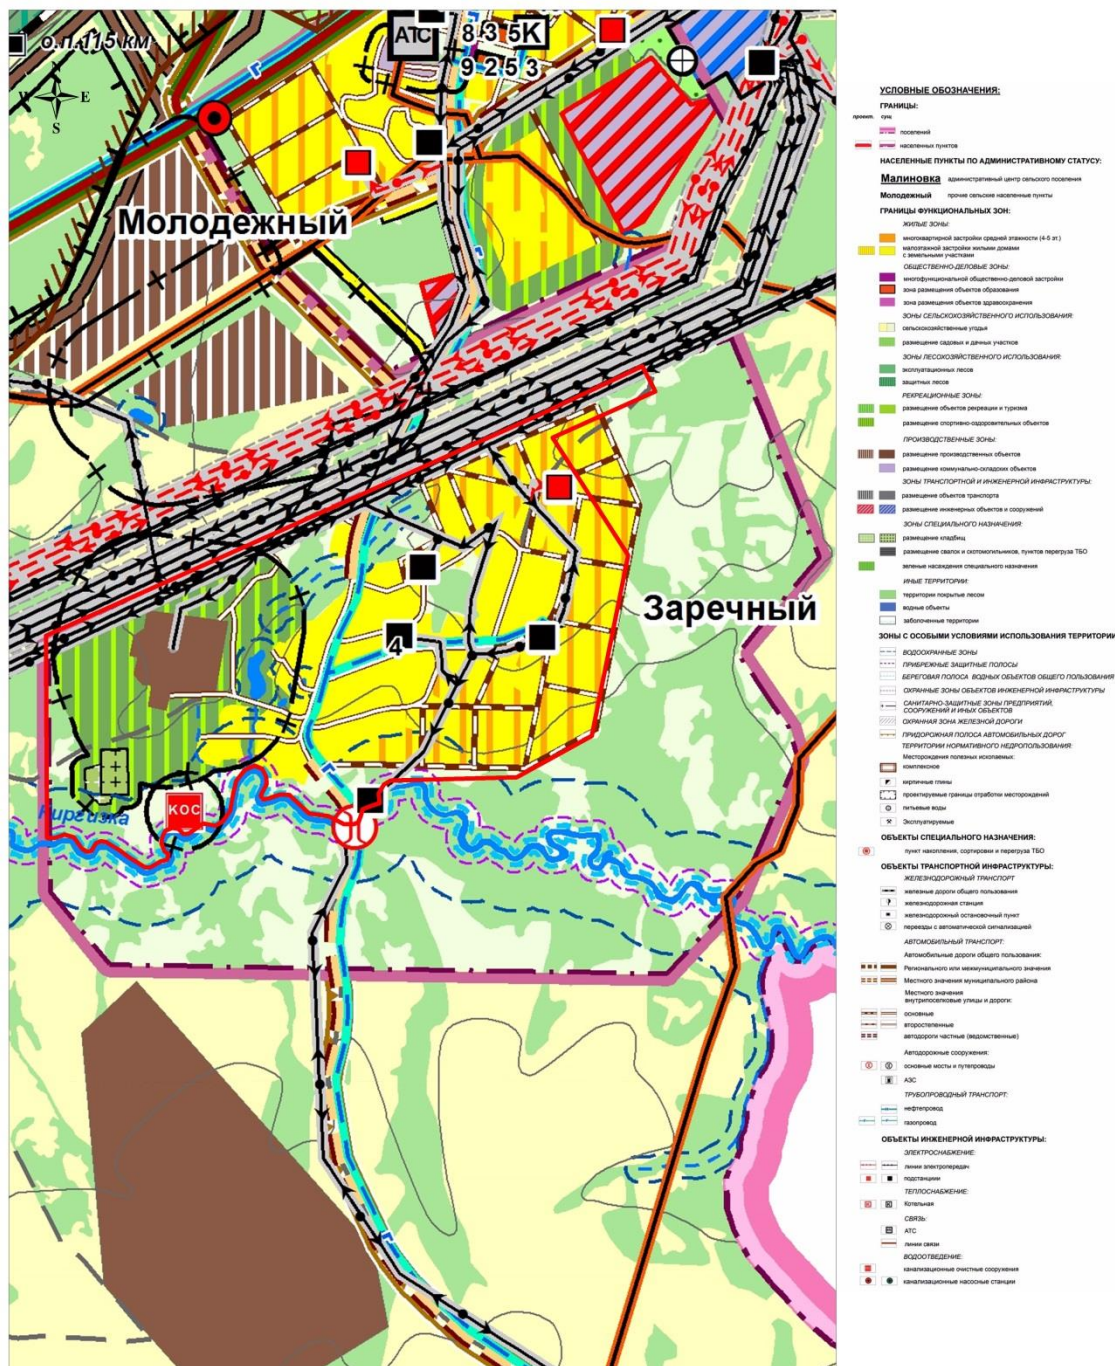 о.п. 115 км
АТС
8 3 5 К
9 2 5 3
N
W E
S
г
Молодежный
Заречный
4
КОС
Киргизка
г
УСЛОВНЫЕ ОБОЗНАЧЕНИЯ:
ГРАНИЦЫ:
проект. сущ.
поселений
населенных пунктов
НАСЕЛЕННЫЕ ПУНКТЫ ПО АДМИНИСТРАТИВНОМУ СТАТУСУ:
Малиновка административный центр сельского поселения
Молодежный прочие сельские населенные пункты
ГРАНИЦЫ ФУНКЦИОНАЛЬНЫХ ЗОН:
ЖИЛЫЕ ЗОНЫ:
многоквартирной застройки средней этажности (4-5 эт.)
малоэтажной застройки жилыми домами
с земельными участками
ОБЩЕСТВЕННО-ДЕЛОВЫЕ ЗОНЫ:
многофункциональной общественно-деловой застройки
зона размещения объектов образования
зона размещения объектов здравоохранения
ЗОНЫ СЕЛЬСКОХОЗЯЙСТВЕННОГО ИСПОЛЬЗОВАНИЯ:
сельскохозяйственные угодья
размещение садовых и дачных участков
ЗОНЫ ЛЕСОХОЗЯЙСТВЕННОГО ИСПОЛЬЗОВАНИЯ:
эксплуатационных лесов
защитных лесов
РЕКРЕАЦИОННЫЕ ЗОНЫ:
размещение объектов рекреации и туризма
размещение спортивно-оздоровительных объектов
ПРОИЗВОДСТВЕННЫЕ ЗОНЫ:
размещение производственных объектов
размещение коммунально-складских объектов
ЗОНЫ ТРАНСПОРТНОЙ И ИНЖЕНЕРНОЙ ИНФРАСТРУКТУРЫ:
размещение объектов транспорта
размещение инженерных объектов и сооружений
ЗОНЫ СПЕЦИАЛЬНОГО НАЗНАЧЕНИЯ:
размещение кладбищ
размещение свалок и скотомогильников, пунктов перегруза ТБО
зеленые насаждения специального назначения
ИНЫЕ ТЕРРИТОРИИ:
территории покрытые лесом
водные объекты
заболоченные территории
ЗОНЫ С ОСОБЫМИ УСЛОВИЯМИ ИСПОЛЬЗОВАНИЯ ТЕРРИТОРИИ
ВОДООХРАННЫЕ ЗОНЫ
ПРИБРЕЖНЫЕ ЗАЩИТНЫЕ ПОЛОСЫ
БЕРЕГОВАЯ ПОЛОСА ВОДНЫХ ОБЪЕКТОВ ОБЩЕГО ПОЛЬЗОВАНИЯ
ОХРАННЫЕ ЗОНЫ ОБЪЕКТОВ ИНЖЕНЕРНОЙ ИНФРАСТРУКТУРЫ
САНИТАРНО-ЗАЩИТНЫЕ ЗОНЫ ПРЕДПРИЯТИЙ,
СООРУЖЕНИЙ И ИНЫХ ОБЪЕКТОВ
ОХРАННАЯ ЗОНА ЖЕЛЕЗНОЙ ДОРОГИ
ПРИДОРОЖНАЯ ПОЛОСА АВТОМОБИЛЬНЫХ ДОРОГ
ТЕРРИТОРИИ НОРМАТИВНОГО НЕДРОПОЛЬЗОВАНИЯ:
Месторождения полезных ископаемых:
комплексное
кирпичные глины
проектируемые границы отработки месторождений
питьевые воды
Эксплуатируемые
ОБЪЕКТЫ СПЕЦИАЛЬНОГО НАЗНАЧЕНИЯ:
пункт накопления, сортировки и перегруза ТБО
ОБЪЕКТЫ ТРАНСПОРТНОЙ ИНФРАСТРУКТУРЫ:
ЖЕЛЕЗНОДОРОЖНЫЙ ТРАНСПОРТ
железные дороги общего пользования
железнодорожная станция
железнодорожный остановочный пункт
переезды с автоматической сигнализацией
АВТОМОБИЛЬНЫЙ ТРАНСПОРТ:
Автомобильные дороги общего пользования:
Регионального или межмуниципального значения
Местного значения муниципального района
Местного значения
внутрипоселковые улицы и дороги:
основные
второстепенные
автодороги частные (ведомственные)
Автодорожные сооружения:
основные мосты и путепроводы
АЗС
ТРУБОПРОВОДНЫЙ ТРАНСПОРТ:
нефтепровод
газопровод
ОБЪЕКТЫ ИНЖЕНЕРНОЙ ИНФРАСТРУКТУРЫ:
ЭЛЕКТРОСНАБЖЕНИЕ:
линии электропередач
подстанции
ТЕПЛОСНАБЖЕНИЕ:
Котельная
СВЯЗЬ:
АТС
линии связи
ВОДООТВЕДЕНИЕ:
канализационные очистные сооружения
канализационные насосные станции